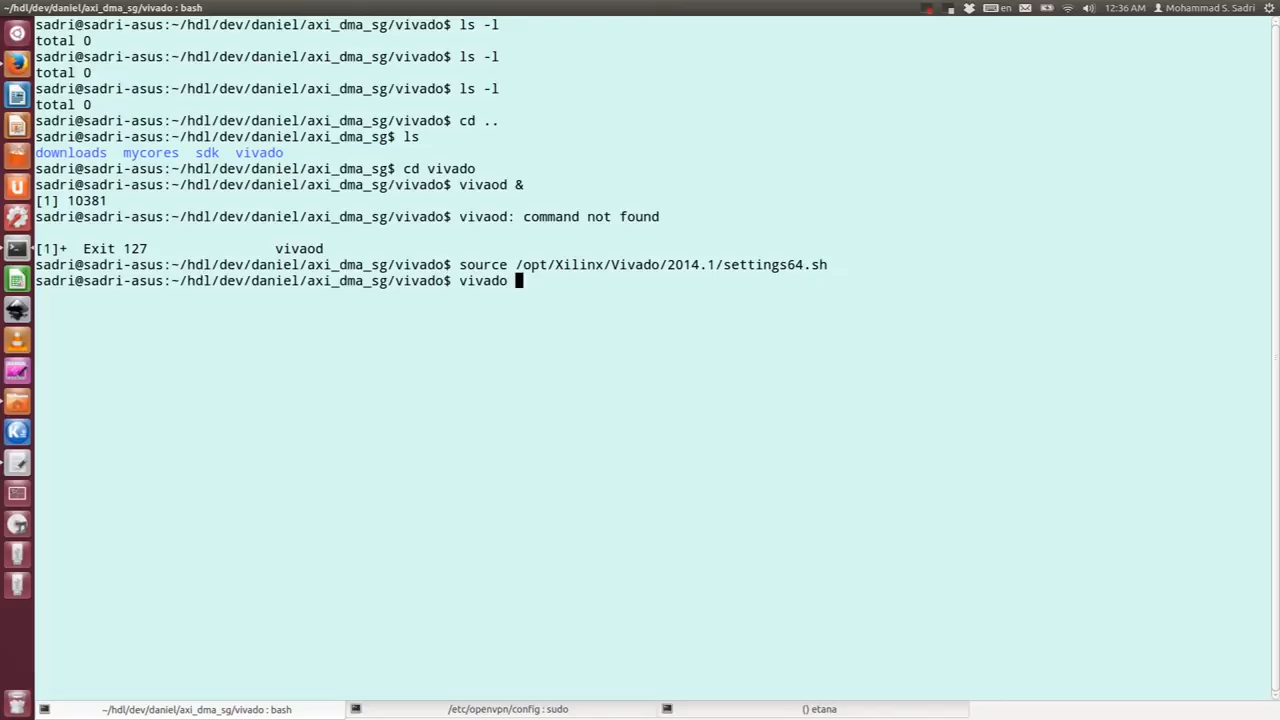 ~/hdl/dev/daniel/axi_dma_sg/vivado : bash
en
12:36 AM
Mohammad S. Sadri
sadri@sadri-asus:~/hdl/dev/daniel/axi_dma_sg/vivado$ ls -l
total 0
sadri@sadri-asus:~/hdl/dev/daniel/axi_dma_sg/vivado$ ls -l
total 0
sadri@sadri-asus:~/hdl/dev/daniel/axi_dma_sg/vivado$ ls -l
total 0
sadri@sadri-asus:~/hdl/dev/daniel/axi_dma_sg/vivado$ cd ..
sadri@sadri-asus:~/hdl/dev/daniel/axi_dma_sg$ ls
downloads  mycores  sdk  vivado
sadri@sadri-asus:~/hdl/dev/daniel/axi_dma_sg$ cd vivado
sadri@sadri-asus:~/hdl/dev/daniel/axi_dma_sg/vivado$ vivaod &
[1] 10381
sadri@sadri-asus:~/hdl/dev/daniel/axi_dma_sg/vivado$ vivaod: command not found
[1]+  Exit 127                vivaod
sadri@sadri-asus:~/hdl/dev/daniel/axi_dma_sg/vivado$ source /opt/Xilinx/Vivado/2014.1/settings64.sh
sadri@sadri-asus:~/hdl/dev/daniel/axi_dma_sg/vivado$ vivado
~/hdl/dev/daniel/axi_dma_sg/vivado : bash
/etc/openvpn/config : sudo
() etana